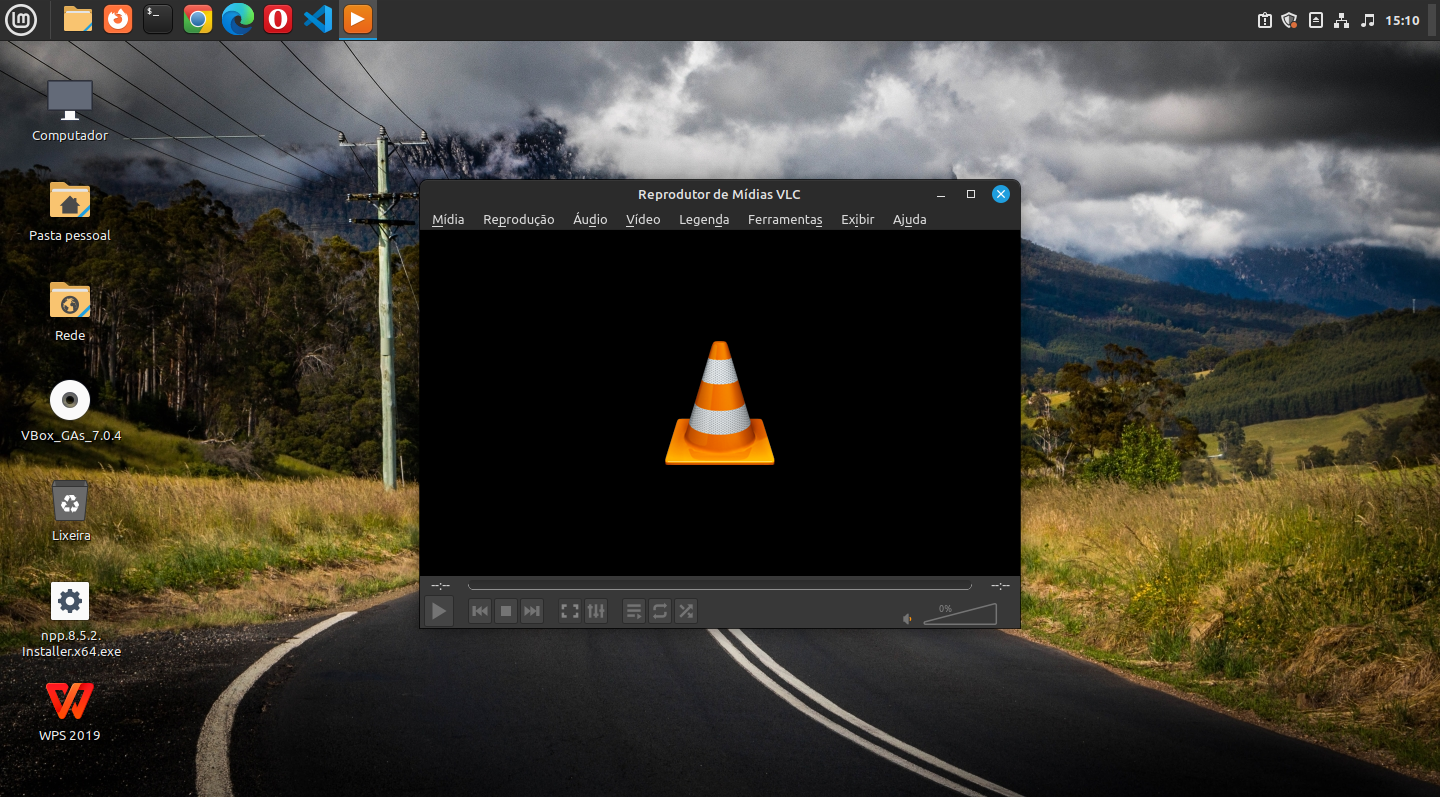 $_
15:10
Computador
Pasta pessoal
Rede
VBox_GAs_7.0.4
Lixeira
npp.8.5.2.
Installer.x64.exe
WPS 2019
Reprodutor de Mídias VLC
Mídia Reprodução Áudio Vídeo Legenda Ferramentas Exibir Ajuda
--:-- --:--
0%